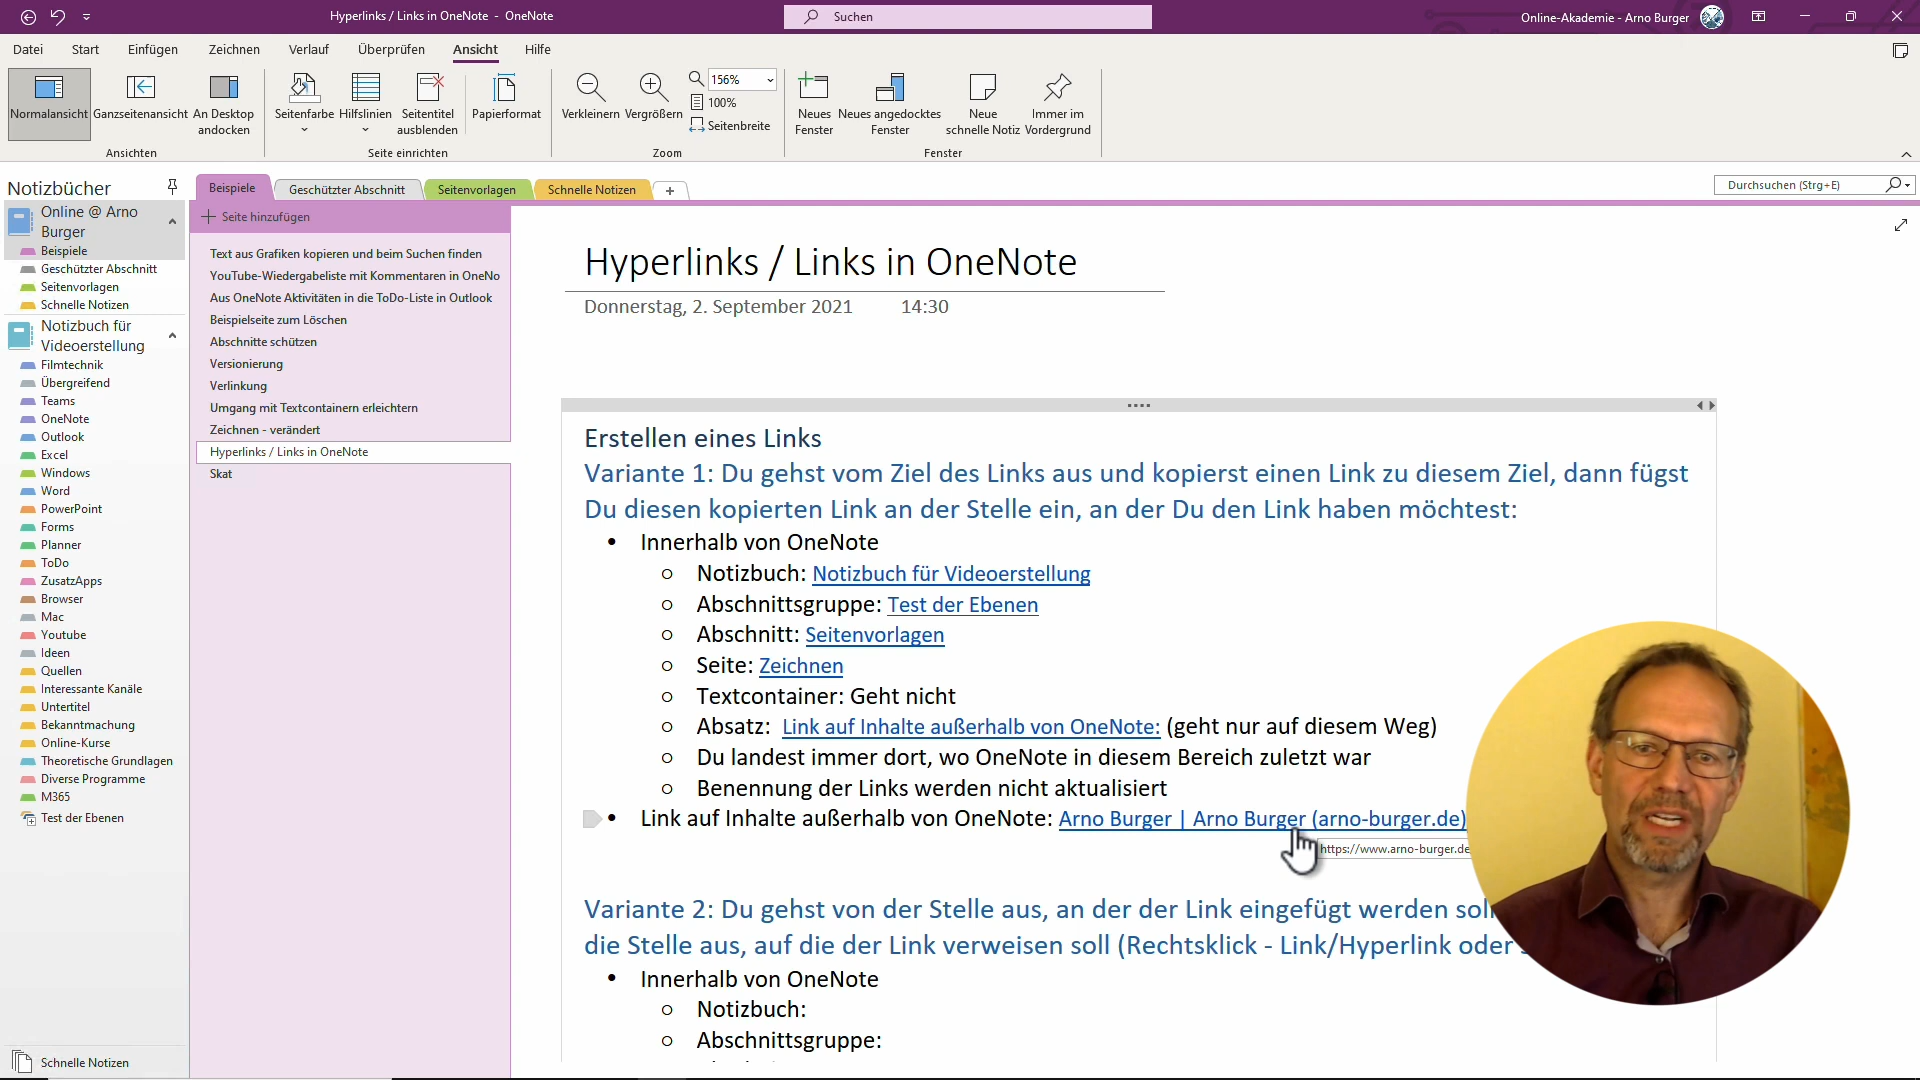 Hyperlinks / Links in OneNote - OneNote
Suchen
Online-Akademie - Arno Burger
Datei Start Einfügen Zeichnen Verlauf Überprüfen Ansicht Hilfe
Normalansicht Ganzseitenansicht An Desktop andocken
Ansichten
Seitenfarbe Hilfslinien Seitentitel ausblenden Papierformat
Seite einrichten
Verkleinern Vergrößern 156%
100%
Seitenbreite
Zoom
Neues Fenster Neues angedocktes Fenster Neue schnelle Notiz Immer im Vordergrund
Fenster
Notizbücher
Beispiele Geschützter Abschnitt Seitenvorlagen Schnelle Notizen +
Durchsuchen (Strg+E)
Online @ Arno
Burger
Beispiele
Geschützter Abschnitt
Seitenvorlagen
Schnelle Notizen
Notizbuch für
Videoerstellung
Filmtechnik
Übergreifend
Teams
OneNote
Outlook
Excel
Windows
Word
PowerPoint
Forms
Planner
ToDo
ZusatzApps
Browser
Mac
Youtube
Ideen
Quellen
Interessante Kanäle
Untertitel
Bekanntmachung
Online-Kurse
Theoretische Grundlagen
Diverse Programme
M365
Test der Ebenen
Schnelle Notizen
Seite hinzufügen
Text aus Grafiken kopieren und beim Suchen finden
YouTube-Wiedergabeliste mit Kommentaren in OneNo
Aus OneNote Aktivitäten in die ToDo-Liste in Outlook
Beispielseite zum Löschen
Abschnitte schützen
Versionierung
Verlinkung
Umgang mit Textcontainern erleichtern
Zeichnen - verändert
Hyperlinks / Links in OneNote
Skat
Hyperlinks / Links in OneNote
Donnerstag, 2. September 2021 14:30
Erstellen eines Links
Variante 1: Du gehst vom Ziel des Links aus und kopierst einen Link zu diesem Ziel, dann fügst
Du diesen kopierten Link an der Stelle ein, an der Du den Link haben möchtest:
• Innerhalb von OneNote
○ Notizbuch: Notizbuch für Videoerstellung
○ Abschnittsgruppe: Test der Ebenen
○ Abschnitt: Seitenvorlagen
○ Seite: Zeichnen
○ Textcontainer: Geht nicht
○ Absatz: Link auf Inhalte außerhalb von OneNote: (geht nur auf diesem Weg)
○ Du landest immer dort, wo OneNote in diesem Bereich zuletzt war
○ Benennung der Links werden nicht aktualisiert
• Link auf Inhalte außerhalb von OneNote: Arno Burger | Arno Burger (arno-burger.de)
https://www.arno-burger.de
Variante 2: Du gehst von der Stelle aus, an der der Link eingefügt werden soll
die Stelle aus, auf die der Link verweisen soll (Rechtsklick - Link/Hyperlink oder
• Innerhalb von OneNote
○ Notizbuch:
○ Abschnittsgruppe: